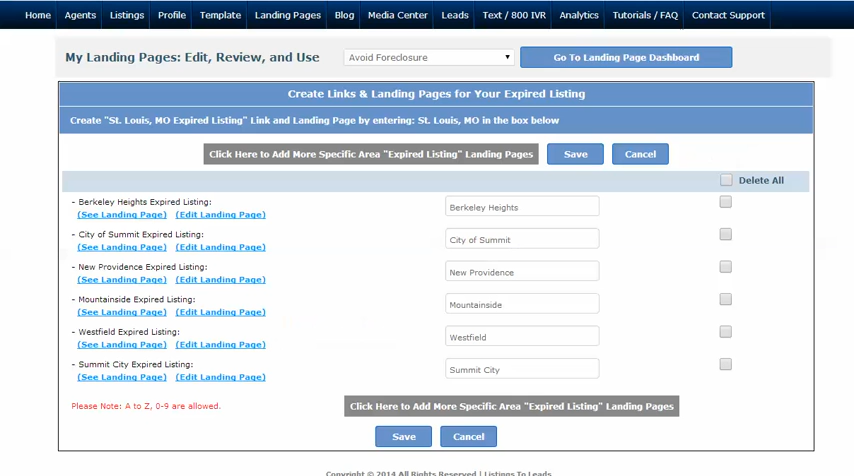 Home Agents Listings Profile Template Landing Pages Blog Media Center Leads Text / 800 IVR Analytics Tutorials / FAQ Contact Support
My Landing Pages: Edit, Review, and Use Avoid Foreclosure Go To Landing Page Dashboard
Create Links & Landing Pages for Your Expired Listing
Create "St. Louis, MO Expired Listing" Link and Landing Page by entering: St. Louis, MO in the box below
Click Here to Add More Specific Area "Expired Listing" Landing Pages Save Cancel
Delete All
- Berkeley Heights Expired Listing: Berkeley Heights
(See Landing Page) (Edit Landing Page)
- City of Summit Expired Listing: City of Summit
(See Landing Page) (Edit Landing Page)
- New Providence Expired Listing: New Providence
(See Landing Page) (Edit Landing Page)
- Mountainside Expired Listing: Mountainside
(See Landing Page) (Edit Landing Page)
- Westfield Expired Listing: Westfield
(See Landing Page) (Edit Landing Page)
- Summit City Expired Listing: Summit City
(See Landing Page) (Edit Landing Page)
Please Note: A to Z, 0-9 are allowed. Click Here to Add More Specific Area "Expired Listing" Landing Pages
Save Cancel
Copyright © 2014 All Rights Reserved | Listings To Leads